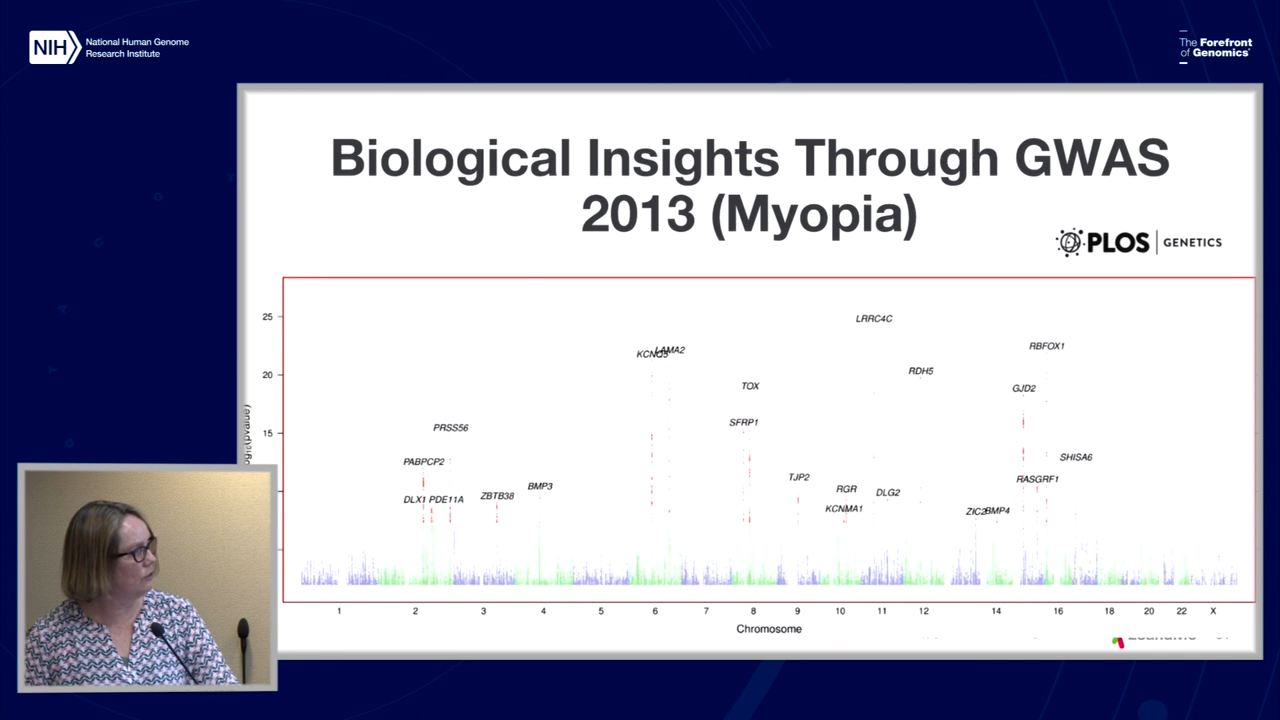 NIH
National Human Genome
Research Institute
The Forefront
of Genomics
Biological Insights Through GWAS
2013 (Myopia)
PLOS GENETICS
25
20
15
LRRC4C
LAMA2
KCNQ5
RBFOX1
RDH5
TOX
GJD2
SFRP1
PRSS56
PABPCP2
SHISA6
TJP2
RASGRF1
BMP3
RGR
DLG2
ZBTB38
DLX1 PDE11A
KCNMA1
ZIC2 BMP4
1 2 3 4 5 6 7 8 9 10 11 12 14 16 18 20 22 X
Chromosome